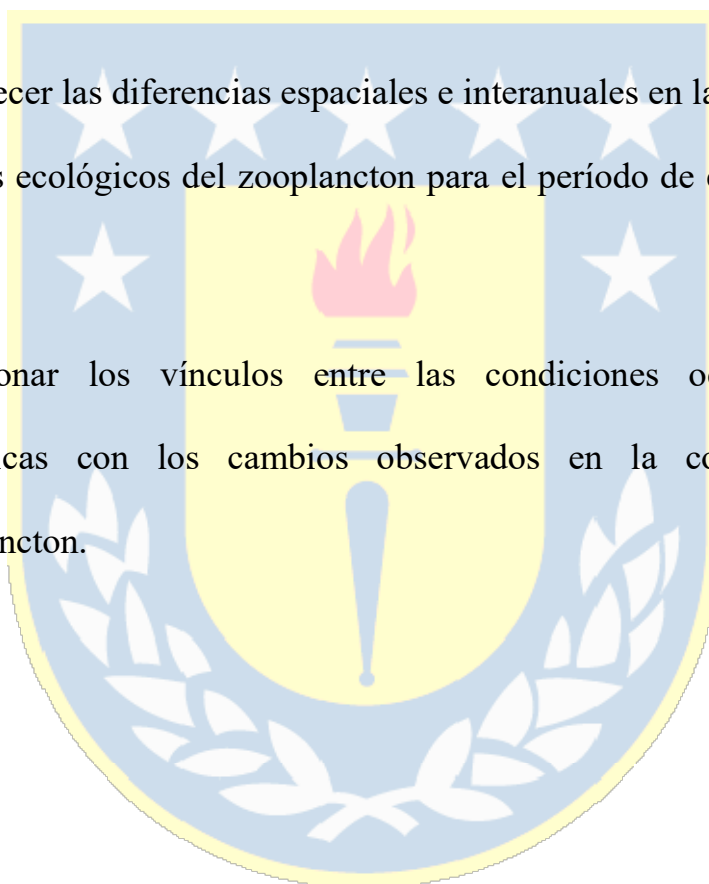 ecer las diferencias espaciales e interanuales en la
s ecológicos del zooplancton para el período de
onar los vínculos entre las condiciones
icas con los cambios observados en la
ncton.